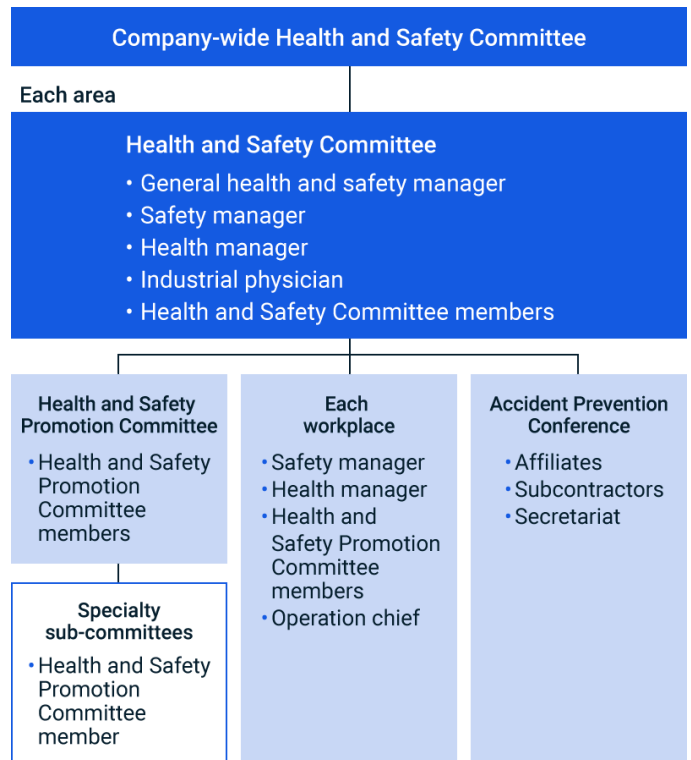 Company-wide Health and Safety Committee
Each area
Health and Safety Committee
• General health and safety manager
• Safety manager
• Health manager
• Industrial physician
• Health and Safety Committee members
Health and Safety
Promotion Committee
• Health and Safety
Promotion
Committee
members
Specialty
sub-committees
• Health and Safety
Promotion
Committee
member
Each
workplace
• Safety manager
• Health manager
• Health and
Safety Promotion
Committee
members
• Operation chief
Accident Prevention
Conference
• Affiliates
• Subcontractors
• Secretariat